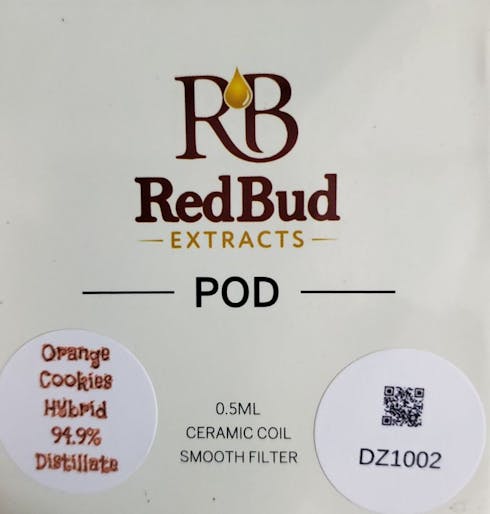 RB
RedBud
EXTRACTS
POD
Orange
Cookies
Hybrid
94.9%
Distillate
0.5ML
CERAMIC COIL
SMOOTH FILTER
DZ1002